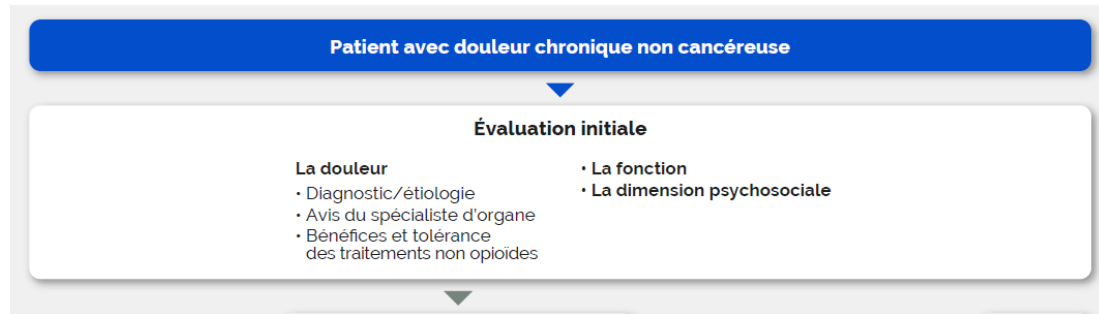 Patient avec douleur chronique non cancéreuse
Évaluation initiale
La douleur
• Diagnostic/étiologie
• Avis du spécialiste d'organe
• Bénéfices et tolérance
des traitements non opioïdes
• La fonction
• La dimension psychosociale